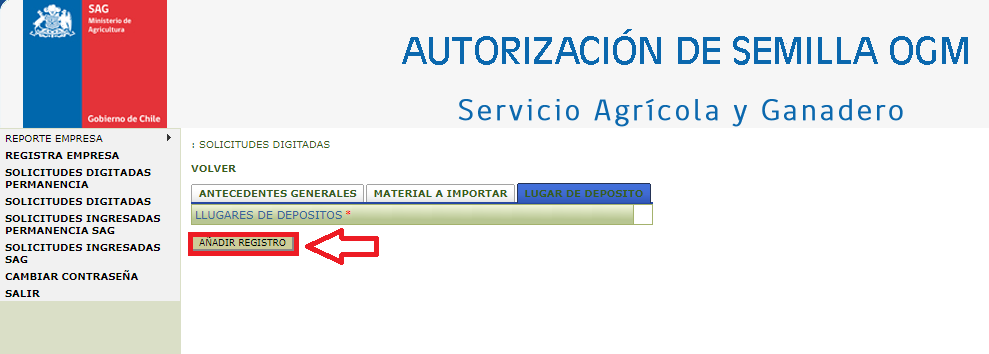 SAG
Ministerio de
Agricultura
Gobierno de Chile
AUTORIZACIÓN DE SEMILLA OGM
Servicio Agrícola y Ganadero
REPORTE EMPRESA
REGISTRA EMPRESA
SOLICITUDES DIGITADAS
PERMANENCIA
SOLICITUDES DIGITADAS
SOLICITUDES INGRESADAS
PERMANENCIA SAG
SOLICITUDES INGRESADAS
SAG
CAMBIAR CONTRASEÑA
SALIR
: SOLICITUDES DIGITADAS
VOLVER
ANTECEDENTES GENERALES MATERIAL A IMPORTAR LUGAR DE DEPOSITO
LLUGARES DE DEPOSITOS *
AÑADIR REGISTRO